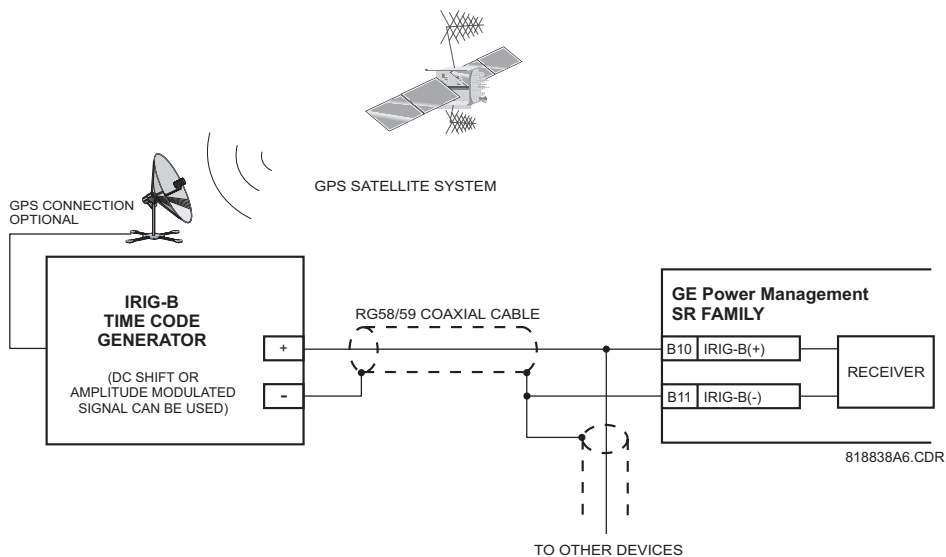 GPS SATELLITE SYSTEM
GPS CONNECTION
OPTIONAL
IRIG-B
TIME CODE
GENERATOR
(DC SHIFT OR
AMPLITUDE MODULATED
SIGNAL CAN BE USED)
+
-
RG58/59 COAXIAL CABLE
GE Power Management
SR FAMILY
B10 IRIG-B(+)
B11 IRIG-B(-)
RECEIVER
818838A6.CDR
TO OTHER DEVICES